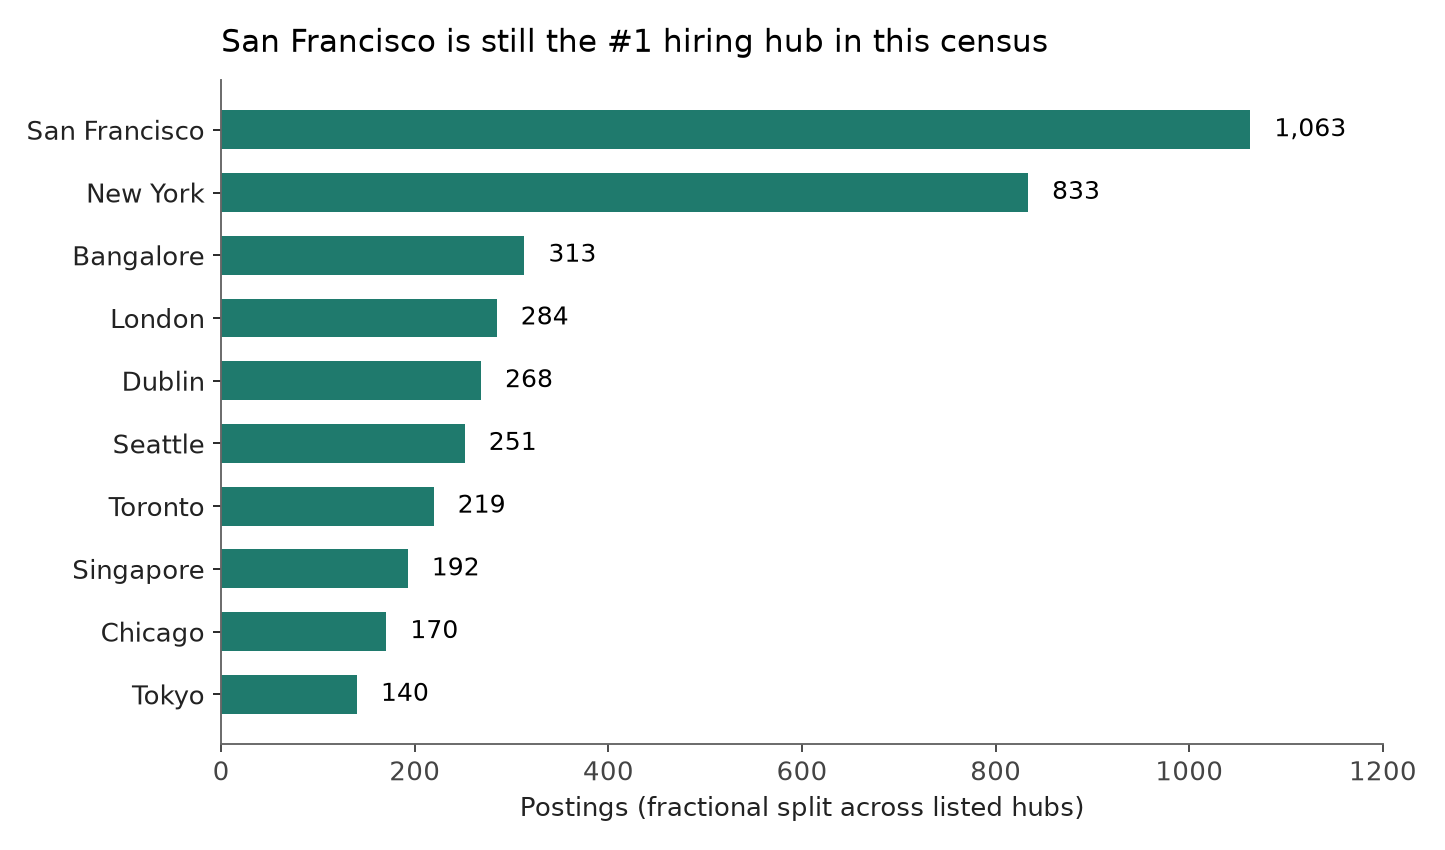 San Francisco is still the #1 hiring hub in this census
San Francisco 1,063
New York 833
Bangalore 313
London 284
Dublin 268
Seattle 251
Toronto 219
Singapore 192
Chicago 170
Tokyo 140
0 200 400 600 800 1000 1200
Postings (fractional split across listed hubs)